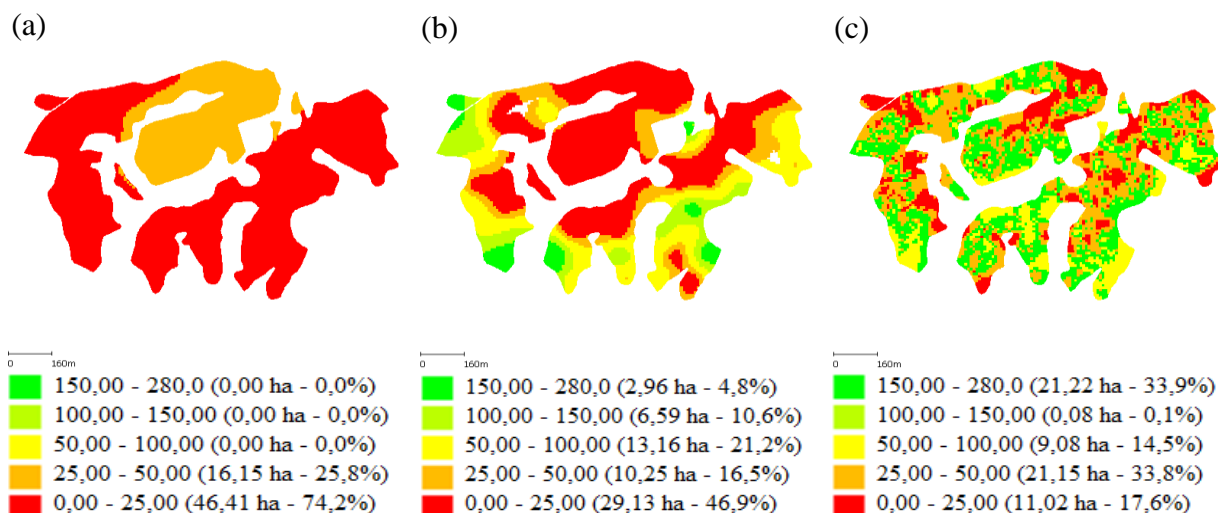 (a)
(b)
(c)
0 160m
0 160m
0 160m
150,00 - 280,0 (0,00 ha - 0,0%)
100,00 - 150,00 (0,00 ha - 0,0%)
50,00 - 100,00 (0,00 ha - 0,0%)
25,00 - 50,00 (16,15 ha - 25,8%)
0,00 - 25,00 (46,41 ha - 74,2%)
150,00 - 280,0 (2,96 ha - 4,8%)
100,00 - 150,00 (6,59 ha - 10,6%)
50,00 - 100,00 (13,16 ha - 21,2%)
25,00 - 50,00 (10,25 ha - 16,5%)
0,00 - 25,00 (29,13 ha - 46,9%)
150,00 - 280,0 (21,22 ha - 33,9%)
100,00 - 150,00 (0,08 ha - 0,1%)
50,00 - 100,00 (9,08 ha - 14,5%)
25,00 - 50,00 (21,15 ha - 33,8%)
0,00 - 25,00 (11,02 ha - 17,6%)